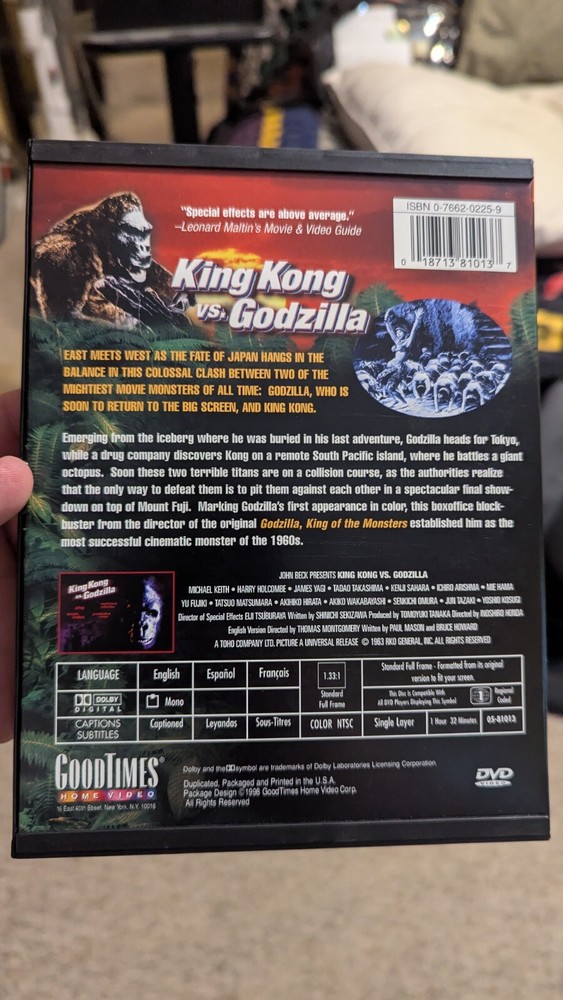 "Special effects are above average."
–Leonard Maltin's Movie & Video Guide
ISBN 0-7662-0225-9
0 18713 81013 7
King Kong
vs. Godzilla
EAST MEETS WEST AS THE FATE OF JAPAN HANGS IN THE
BALANCE IN THIS COLOSSAL CLASH BETWEEN TWO OF THE
MIGHTIEST MOVIE MONSTERS OF ALL TIME: GODZILLA, WHO IS
SOON TO RETURN TO THE BIG SCREEN, AND KING KONG.
Emerging from the iceberg where he was buried in his last adventure, Godzilla heads for Tokyo,
while a drug company discovers Kong on a remote South Pacific island, where he battles a giant
octopus. Soon these two terrible titans are on a collision course, as the authorities realize
that the only way to defeat them is to pit them against each other in a spectacular final show-
down on top of Mount Fuji. Marking Godzilla's first appearance in color, this boxoffice block-
buster from the director of the original Godzilla, King of the Monsters established him as the
most successful cinematic monster of the 1960s.
King Kong
vs. Godzilla
JOHN BECK PRESENTS KING KONG VS. GODZILLA
MICHAEL KEITH • HARRY HOLCOMBE • JAMES YAGI • TADAO TAKASHIMA • KENJI SAHARA • ICHIRO ARISHMA • MIE HAMA
YU FUJIKI • TATSUO MATSUMARA • AKIHIKO HIRATA • AKIKO WAKABAYASHI • SENKICHI OMURA • JUN TAZAKI • YOSHIO KOSUGI
Director of Special Effects EIJI TSUBURAYA Written by SHINICHI SEKIZAWA Produced by TOMOYUKI TANAKA Directed by INOSHIRO HONDA
English Version Directed by THOMAS MONTGOMERY Written by PAUL MASON and BRUCE HOWARD
A TOHO COMPANY LTD. PICTURE A UNIVERSAL RELEASE © 1963 RKO GENERAL, INC. ALL RIGHTS RESERVED
LANGUAGE English Español Français
DOLBY DIGITAL Mono
CAPTIONS SUBTITLES Captioned Leyandas Sous-Titres
1.33:1
Standard
Full Frame
COLOR NTSC
Standard Full Frame - Formatted from its original
version to fit your screen.
This Disc is Compatible with
All DVD Players Displaying This Symbol
1
Regional
Coded
Single Layer 1 Hour 32 Minutes 05-81013
GOODTIMES®
HOME VIDEO
16 East 40th Street, New York, N.Y. 10016
Dolby and the DD symbol are trademarks of Dolby Laboratories Licensing Corporation
Duplicated, Packaged and Printed in the U.S.A.
Package Design ©1998 GoodTimes Home Video Corp.
All Rights Reserved
DVD
VIDEO